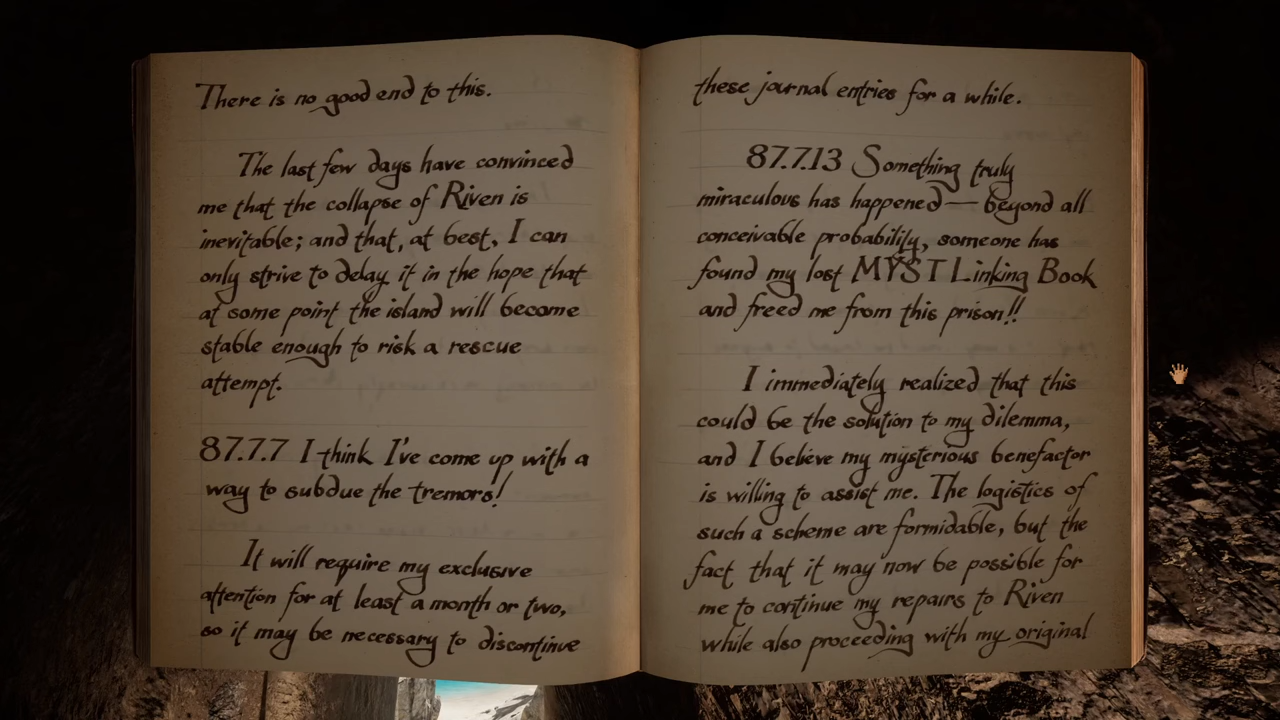 There is no good end to this.
The last few days have convinced
me that the collapse of Riven is
inevitable; and that, at best, I can
only strive to delay it in the hope that
at some point the island will become
stable enough to risk a rescue
attempt.
87.7.7 I think I've come up with a
way to subdue the tremors!
It will require my exclusive
attention for at least a month or two,
so it may be necessary to discontinue
these journal entries for a while.
87.7.13 Something truly
miraculous has happened — beyond all
conceivable probability, someone has
found my lost MYST Linking Book
and freed me from this prison!!
I immediately realized that this
could be the solution to my dilemma,
and I believe my mysterious benefactor
is willing to assist me. The logistics of
such a scheme are formidable, but the
fact that it may now be possible for
me to continue my repairs to Riven
while also proceeding with my original